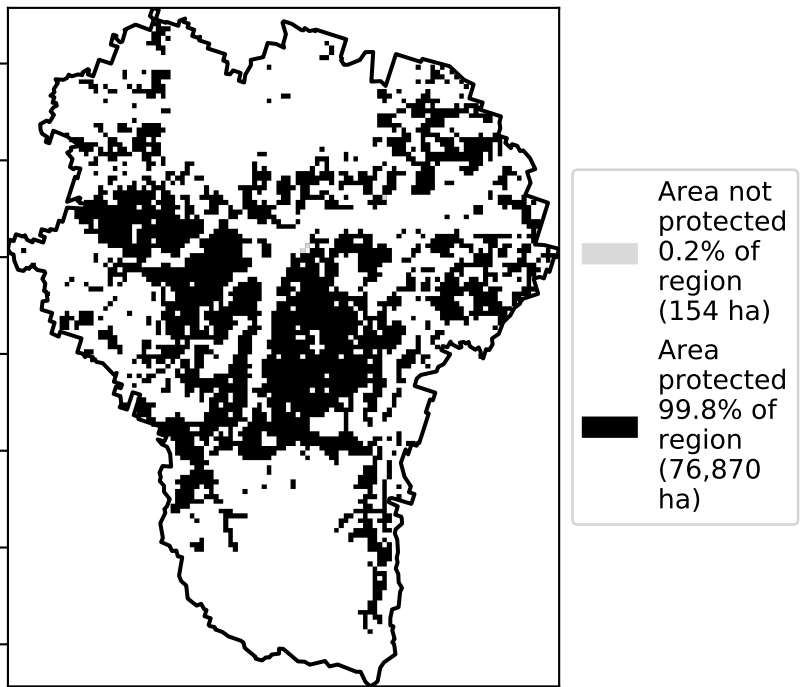 Area not
protected
0.2% of
region
(154 ha)
Area
protected
99.8% of
region
(76,870
ha)